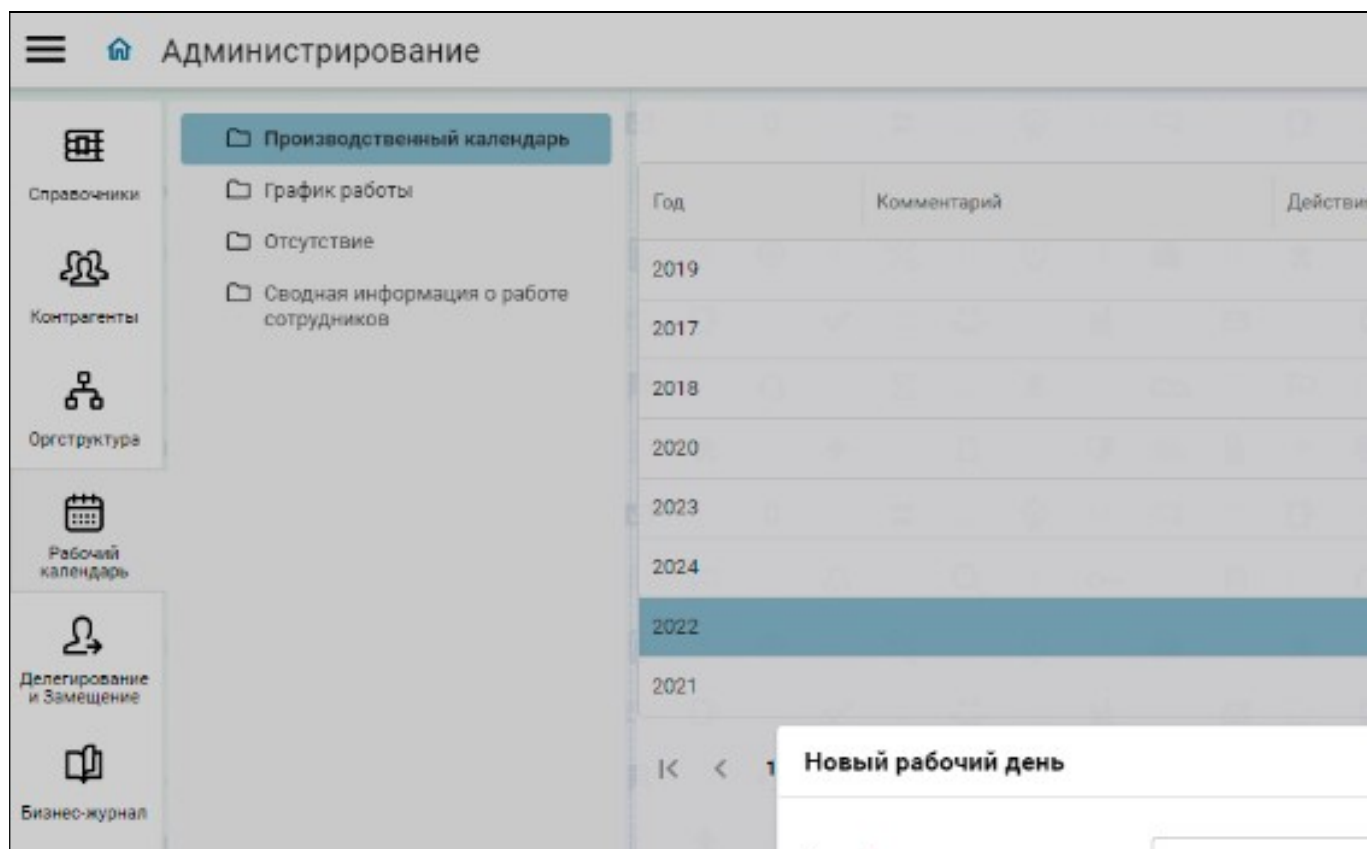 Администрирование
Справочники
Контрагенты
Оргструктура
Рабочий
календарь
Делегирование
и Замещение
Бизнес-журнал
Производственный календарь
График работы
Отсутствие
Сводная информация о работе
сотрудников
Год Комментарий
2019
2017
2018
2020
2023
2024
2022
2021
Новый рабочий день